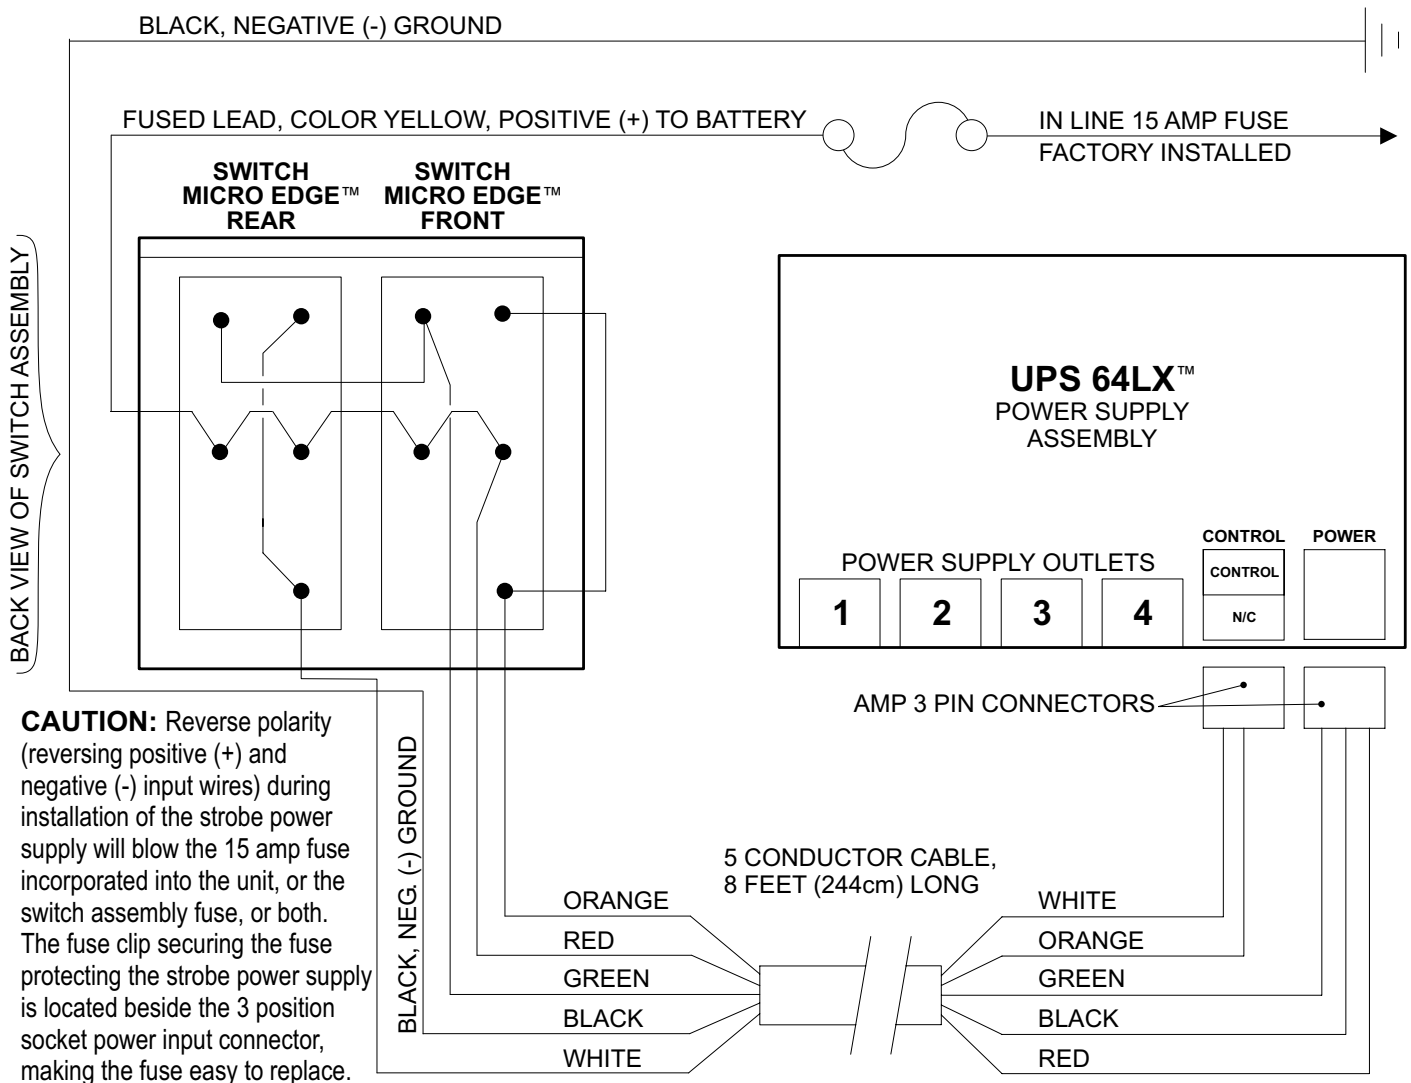 BLACK, NEGATIVE (-) GROUND
FUSED LEAD, COLOR YELLOW, POSITIVE (+) TO BATTERY
IN LINE 15 AMP FUSE
FACTORY INSTALLED
SWITCH
MICRO EDGE™
REAR
SWITCH
MICRO EDGE™
FRONT
BACK VIEW OF SWITCH ASSEMBLY
UPS 64LX™
POWER SUPPLY
ASSEMBLY
POWER SUPPLY OUTLETS
1
2
3
4
CONTROL
CONTROL
N/C
POWER
AMP 3 PIN CONNECTORS
CAUTION: Reverse polarity
(reversing positive (+) and
negative (-) input wires) during
installation of the strobe power
supply will blow the 15 amp fuse
incorporated into the unit, or the
switch assembly fuse, or both.
The fuse clip securing the fuse
protecting the strobe power supply
is located beside the 3 position
socket power input connector,
making the fuse easy to replace.
BLACK, NEG. (-) GROUND
5 CONDUCTOR CABLE,
8 FEET (244cm) LONG
ORANGE
RED
GREEN
BLACK
WHITE
WHITE
ORANGE
GREEN
BLACK
RED